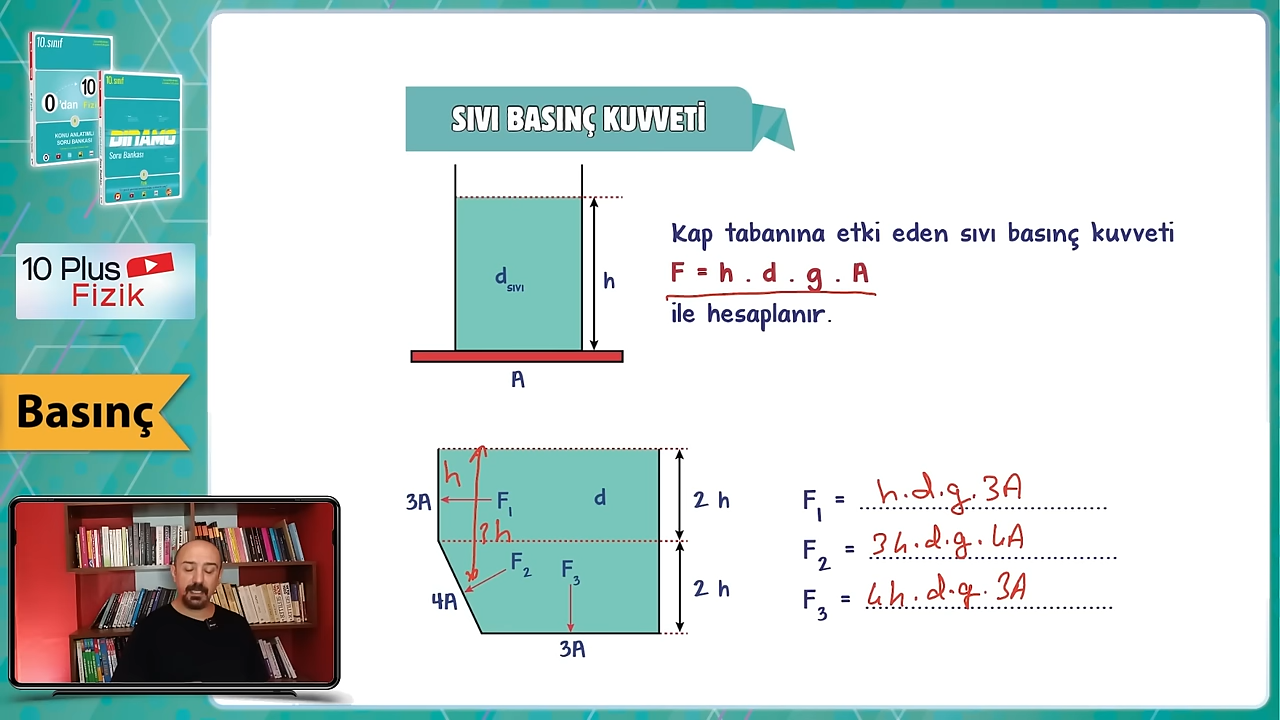 10.sınıf
0'dan 10
Fizik
KONU ANLATIMLI
SORU BANKASI
10.sınıf
DİNAMO
Soru Bankası
10 Plus
Fizik
Basınç
SIVI BASINÇ KUVVETİ
dSIVI
h
A
Kap tabanına etki eden sıvı basınç kuvveti
F = h . d . g . A
ile hesaplanır.
h
3A
F1
d
2 h
3h
F2
F3
4A
2 h
3A
F1 = h.d.g.3A
F2 = 3h.d.g.4A
F3 = 4h.d.g.3A